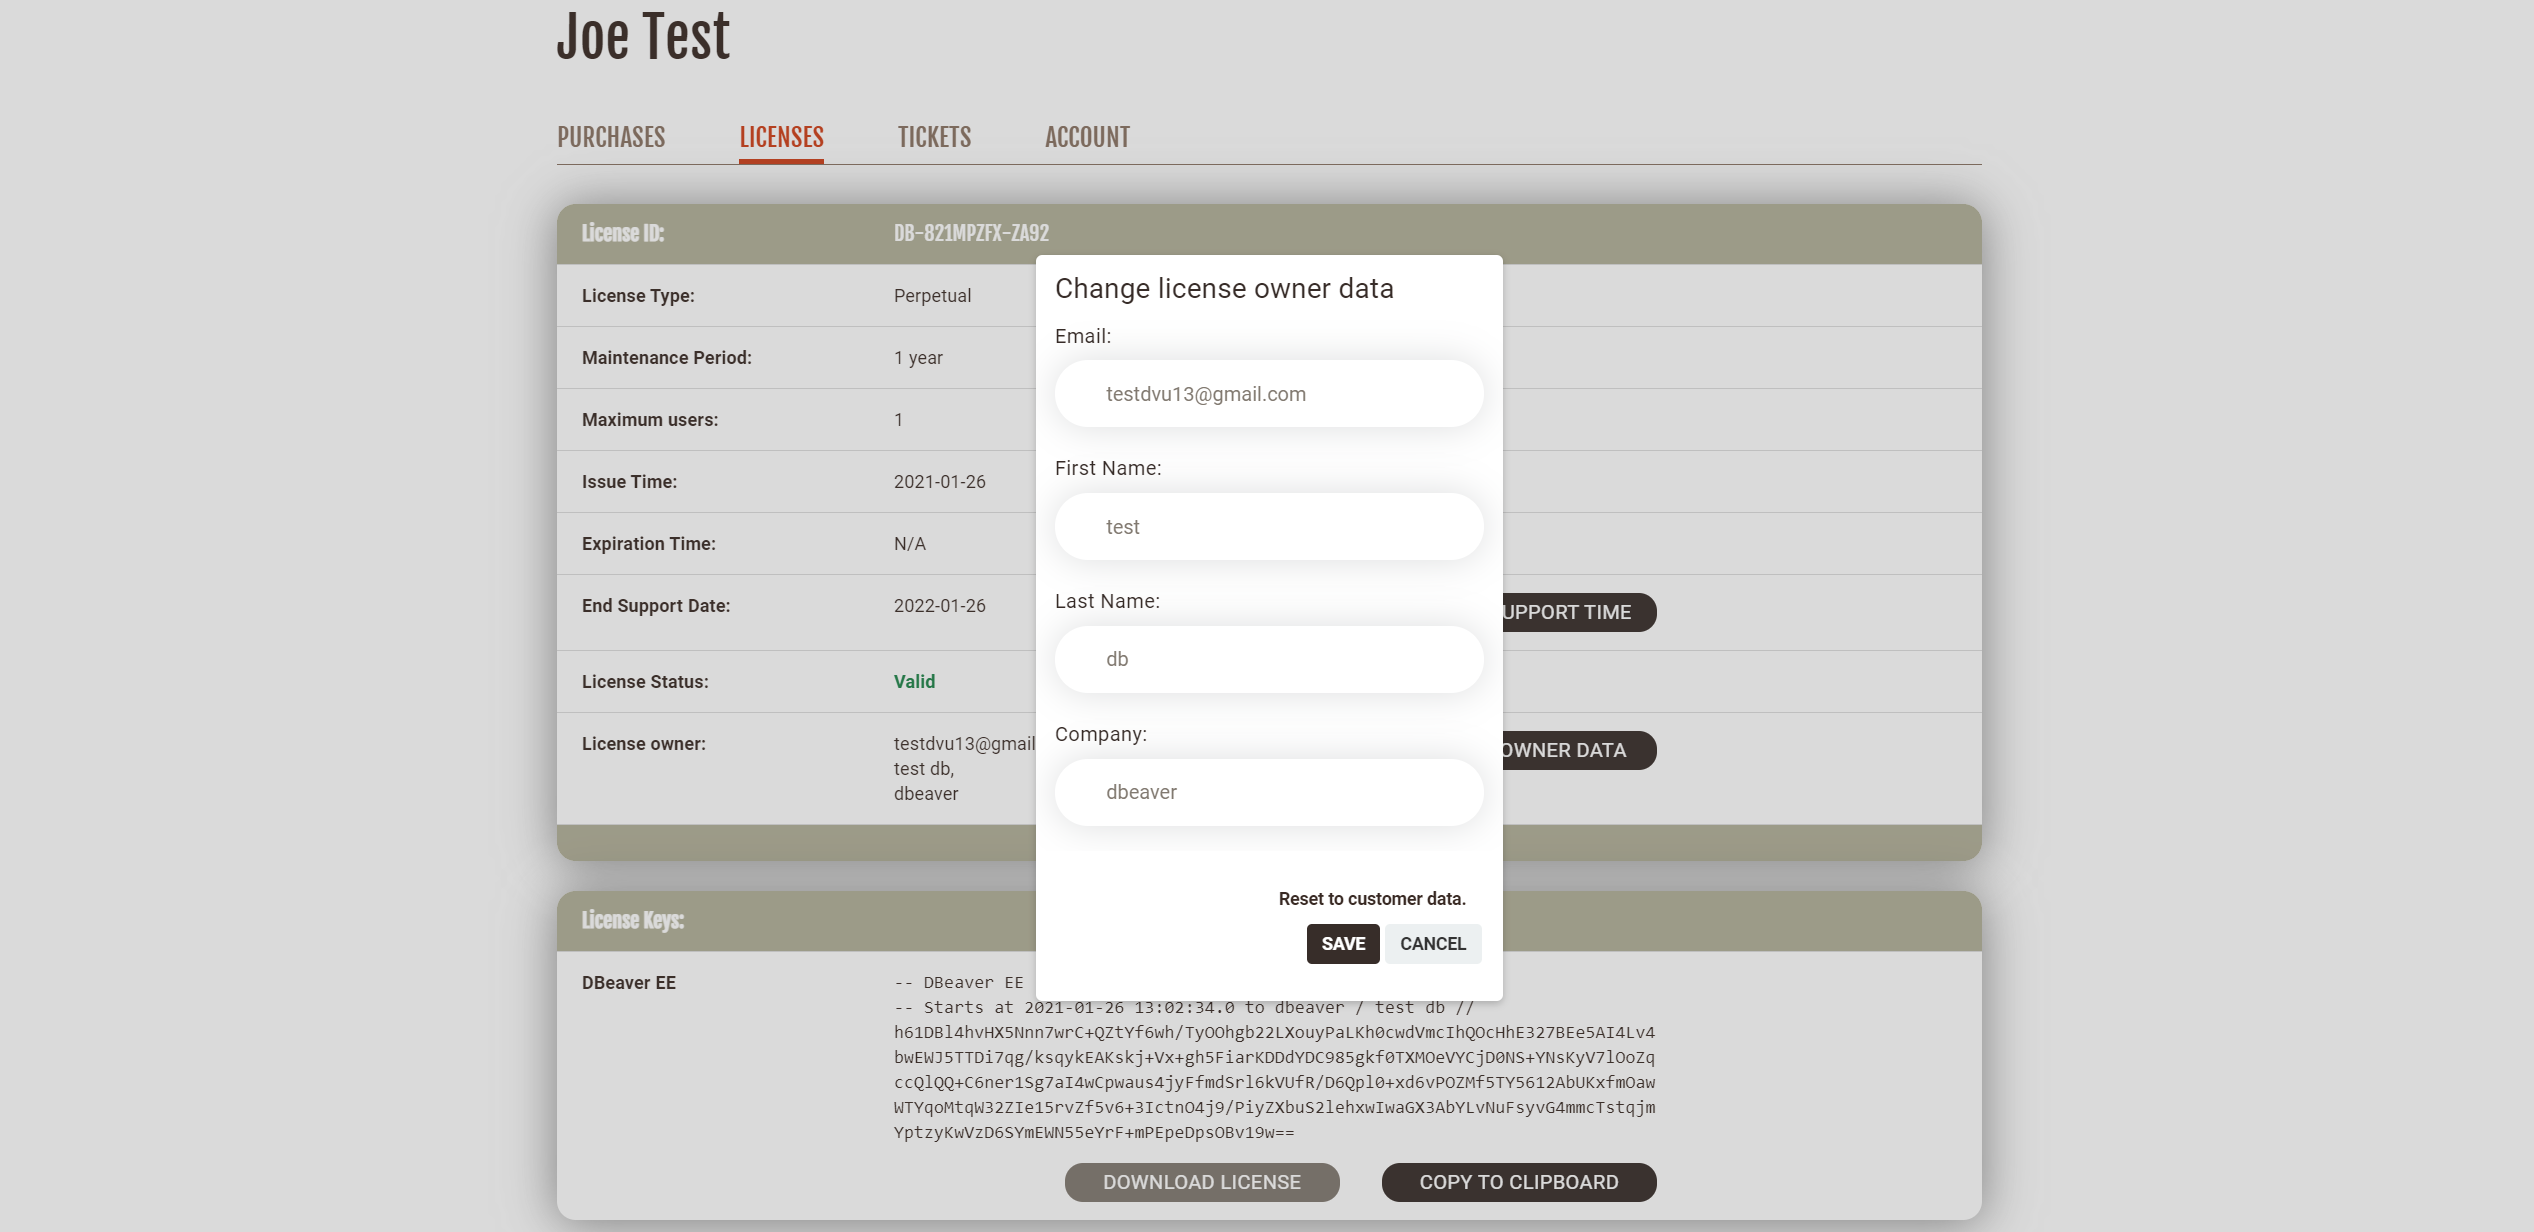 Joe Test
PURCHASES LICENSES TICKETS ACCOUNT
License ID: DB-821MPZFX-ZA92
License Type: Perpetual
Maintenance Period: 1 year
Maximum users: 1
Issue Time: 2021-01-26
Expiration Time: N/A
End Support Date: 2022-01-26 UPPORT TIME
License Status: Valid
License owner: testdvu13@gmail OWNER DATA
test db,
dbeaver
Change license owner data
Email:
testdvu13@gmail.com
First Name:
test
Last Name:
db
Company:
dbeaver
Reset to customer data.
SAVE CANCEL
License Keys:
DBeaver EE -- DBeaver EE
-- Starts at 2021-01-26 13:02:34.0 to dbeaver / test db //
h61DBl4hvHX5Nnn7wrC+QZtYf6wh/TyOOhgb22LXouyPaLKh0cwdVmcIhQOcHhE327BEe5AI4Lv4
bwEWJ5TTDi7qg/ksqykEAKskj+Vx+gh5FiarKDDdYDC985gkf0TXMOeVYCjD0NS+YNsKyV7lOoZq
ccQlQQ+C6ner1Sg7aI4wCpwaus4jyFfmdSrl6kVUfR/D6Qpl0+xd6vPOZMf5TY5612AbUKxfmOaw
WTYqoMtqW32ZIe15rvZf5v6+3IctnO4j9/PiyZXbuS2lehxwIwaGX3AbYLvNuFsyvG4mmcTstqjm
YptzyKwVzD6SYmEWN55eYrF+mPEpeDpsOBv19w==
DOWNLOAD LICENSE COPY TO CLIPBOARD